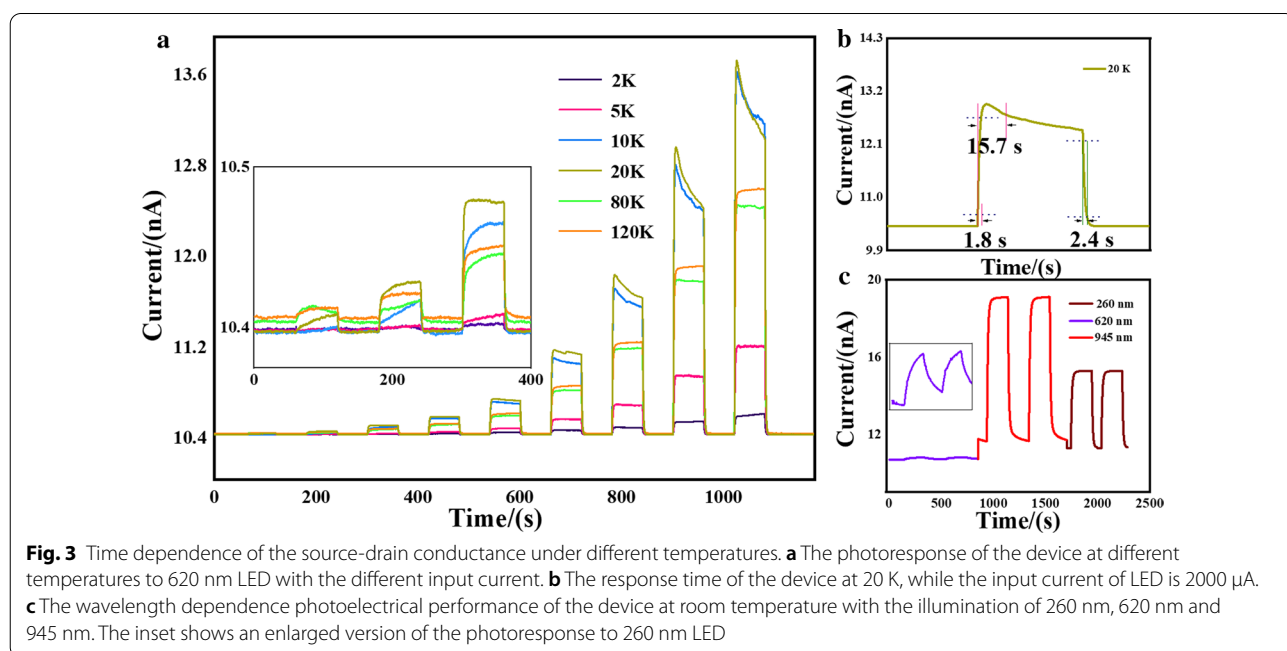 a
13.6
12.8
12.0
11.2
10.4
Current/(nA)
0 200 400 600 800 1000
Time/(s)
2K
5K
10K
20K
80K
120K
10.5
10.4
0 200 400
b
14.3
13.2
12.1
11.0
9.9
Current/(nA)
20 K
15.7 s
1.8 s
2.4 s
Time/(s)
c
20
16
12
Current/(nA)
260 nm
620 nm
945 nm
0 500 1000 1500 2000 2500
Time/(s)
Fig. 3 Time dependence of the source-drain conductance under different temperatures. a The photoresponse of the device at different
temperatures to 620 nm LED with the different input current. b The response time of the device at 20 K, while the input current of LED is 2000 μA.
c The wavelength dependence photoelectrical performance of the device at room temperature with the illumination of 260 nm, 620 nm and
945 nm. The inset shows an enlarged version of the photoresponse to 260 nm LED